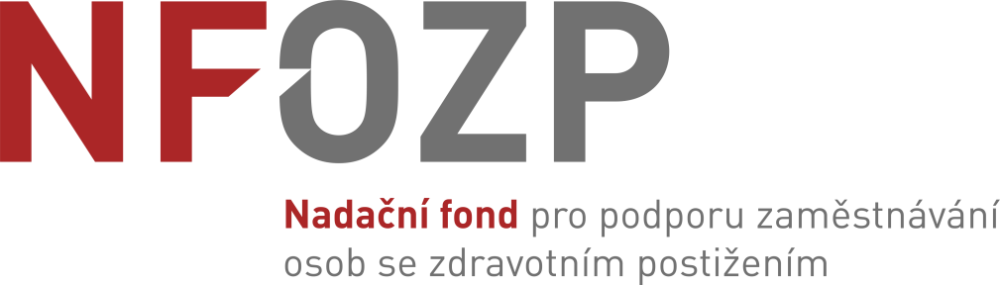 NFOZP
Nadační fond pro podporu zaměstnávání
osob se zdravotním postižením